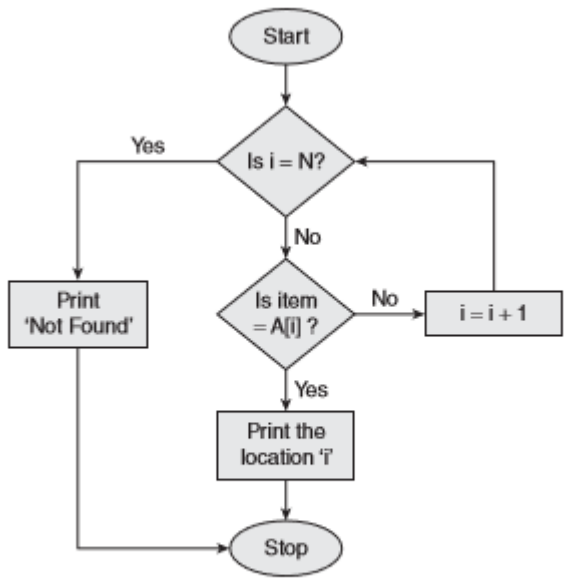 Start
Yes
Is i = N?
No
Print
‘Not Found’
Is item
= A[i] ?
No
i = i + 1
Yes
Print the
location ‘i’
Stop